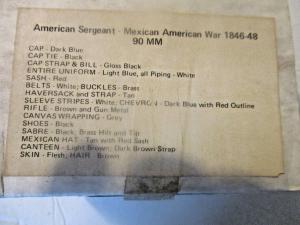 American Sergeant - Mexican American War 1846-48
90 MM
CAP - Dark Blue
CAP TIE - Black
CAP STRAP & BILL - Gloss Black
ENTIRE UNIFORM - Light Blue, all Piping - White
SASH - Red
BELTS - White; BUCKLES - Brass
HAVERSACK and STRAP - Tan
SLEEVE STRIPES - White; CHEVRO - Dark Blue with Red Outline
RIFLE - Brown and Gun Metal
CANVAS WRAPPING - Grey
SHOES - Black
SABRE - Black, Brass Hilt and Tip
MEXICAN HAT - Tan with Red Sash
CANTEEN - Light Brown; Dark Brown Strap
SKIN - Flesh, HAIR - Brown